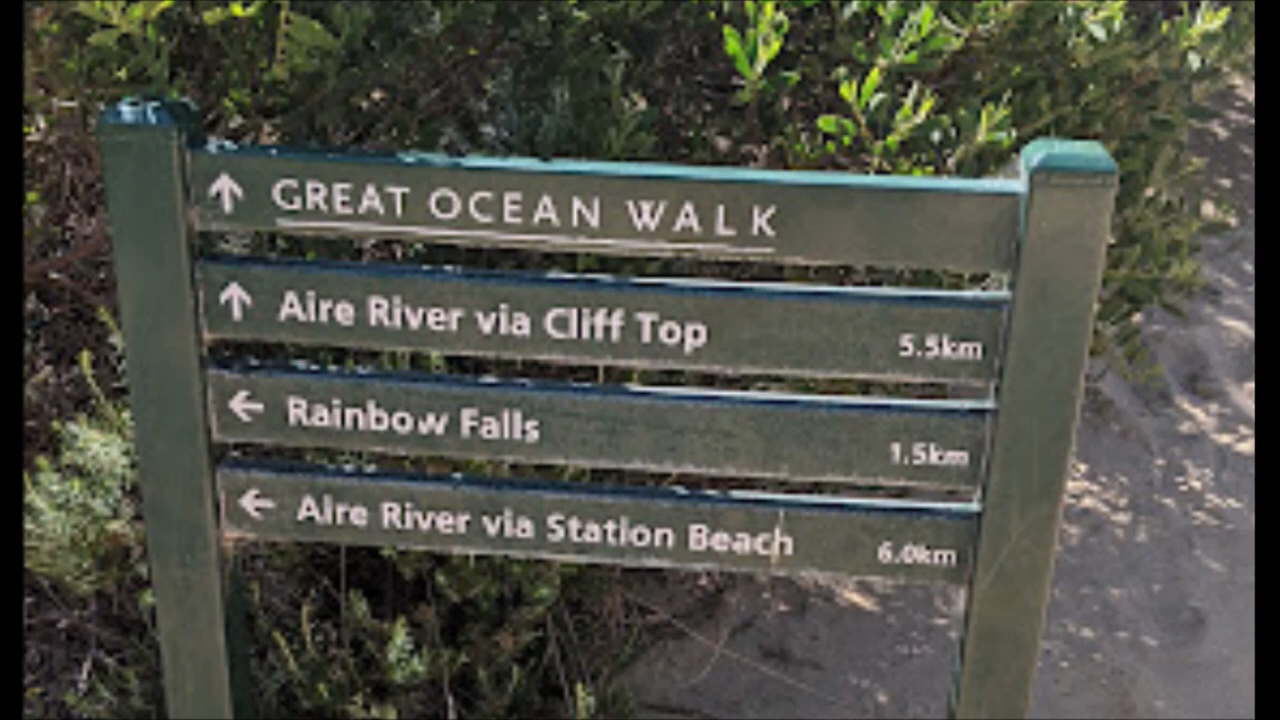 ↑ GREAT OCEAN WALK
↑ Aire River via Cliff Top 5.5km
← Rainbow Falls 1.5km
← Aire River via Station Beach 6.0km